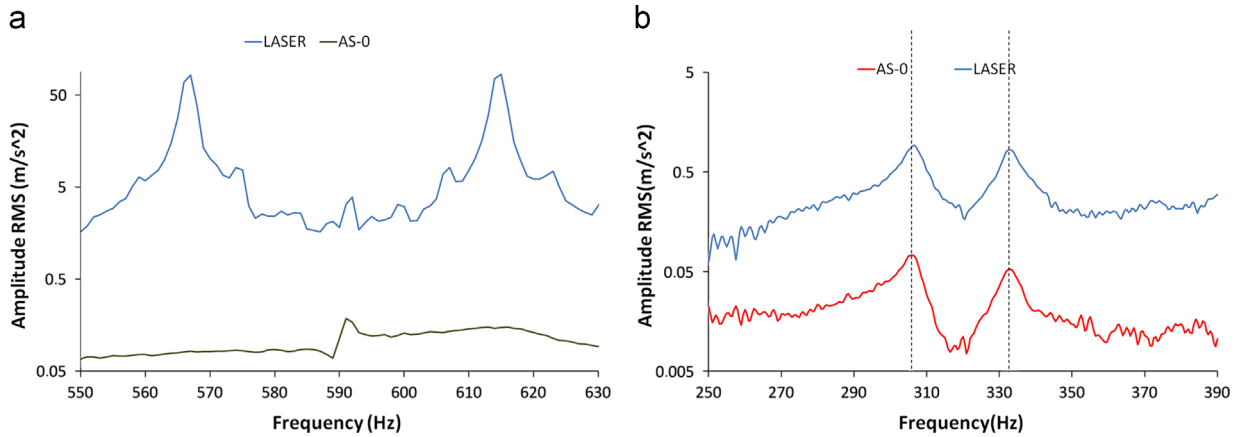 a
LASER AS-0
50
5
0.5
0.05
550 560 570 580 590 600 610 620 630
Amplitude RMS (m/s^2)
Frequency (Hz)
b
AS-0 LASER
5
0.5
0.05
0.005
250 270 290 310 330 350 370 390
Amplitude RMS(m/s^2)
Frequency(Hz)